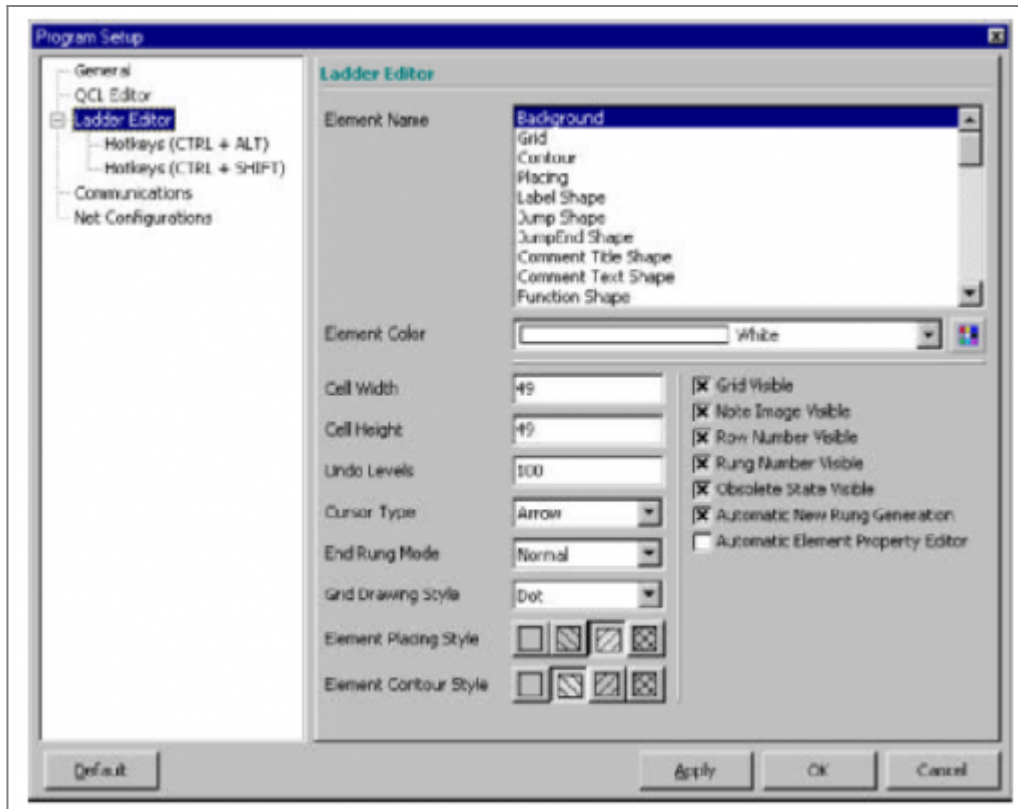 Program Setup
General
QCL Editor
Ladder Editor
Hotkeys (CTRL + ALT)
Hotkeys (CTRL + SHIFT)
Communications
Net Configurations
Ladder Editor
Element Name
Background
Grid
Contour
Placing
Label Shape
Jump Shape
JumpEnd Shape
Comment Title Shape
Comment Text Shape
Function Shape
Element Color
White
Cell Width
49
Cell Height
49
Undo Levels
100
Cursor Type
Arrow
End Rung Mode
Normal
Grid Drawing Style
Dot
Element Placing Style
Element Contour Style
Grid Visible
Note Image Visible
Row Number Visible
Rung Number Visible
Obsolete State Visible
Automatic New Rung Generation
Automatic Element Property Editor
Default
Apply
OK
Cancel